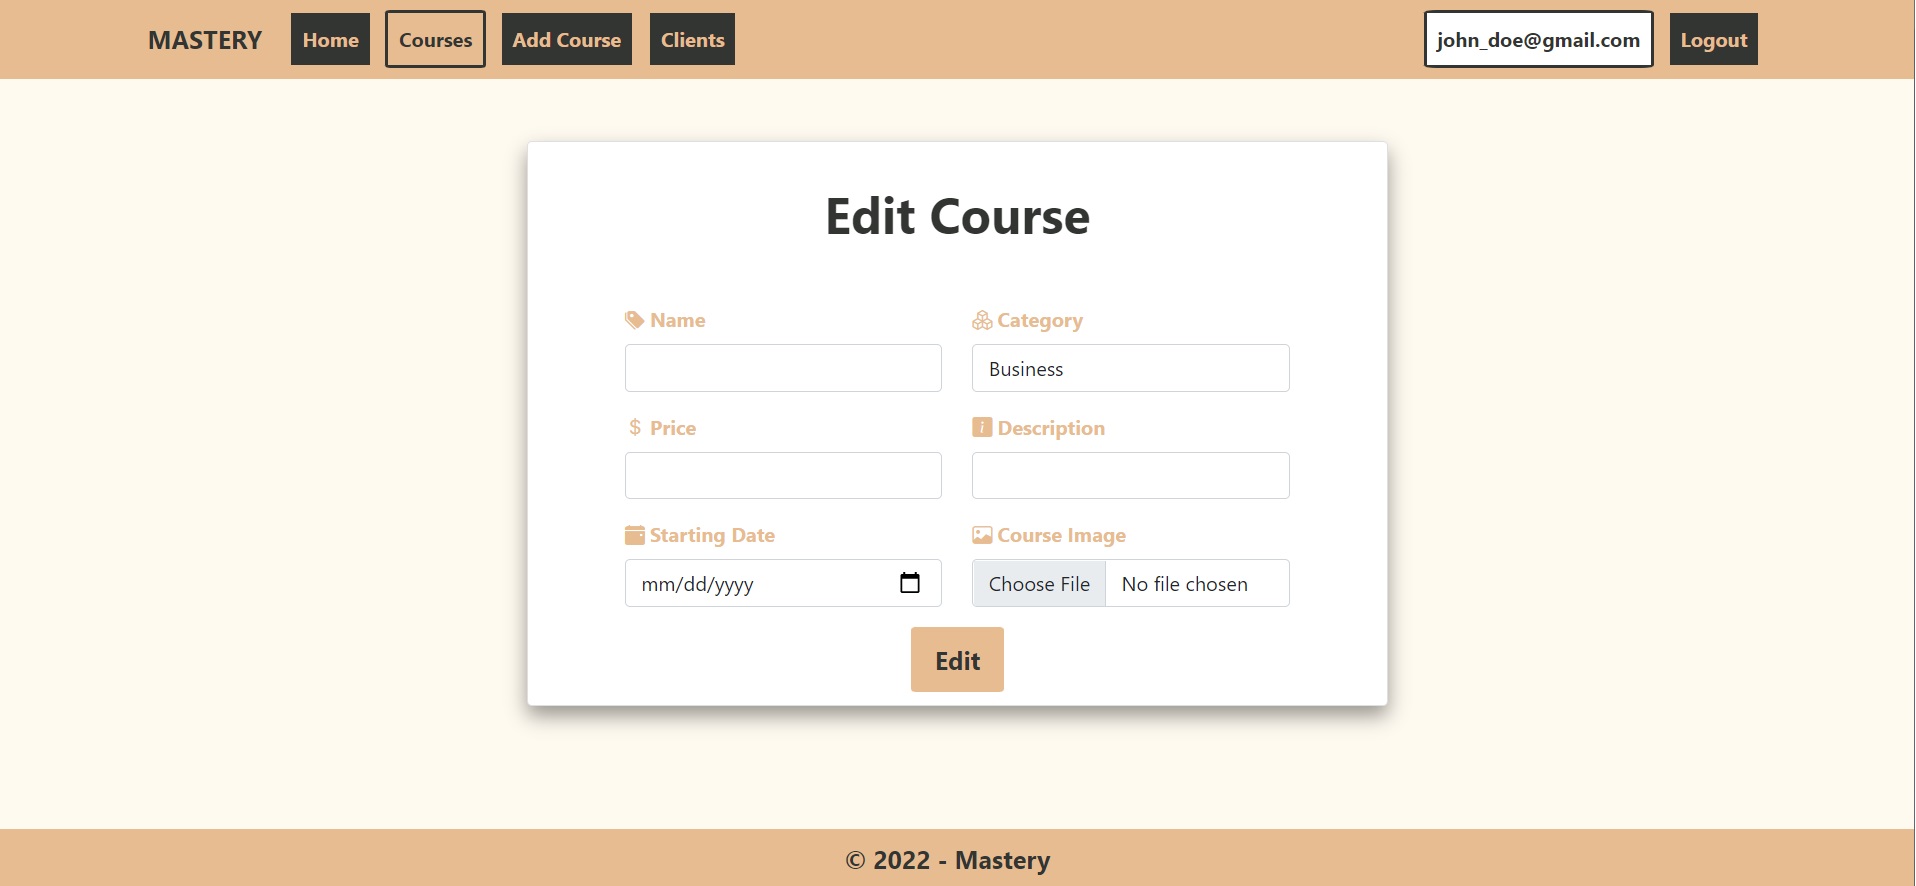 MASTERY Home Courses Add Course Clients john_doe@gmail.com Logout
Edit Course
Name Category
Business
$ Price i Description
Starting Date Course Image
mm/dd/yyyy Choose File No file chosen
Edit
© 2022 - Mastery